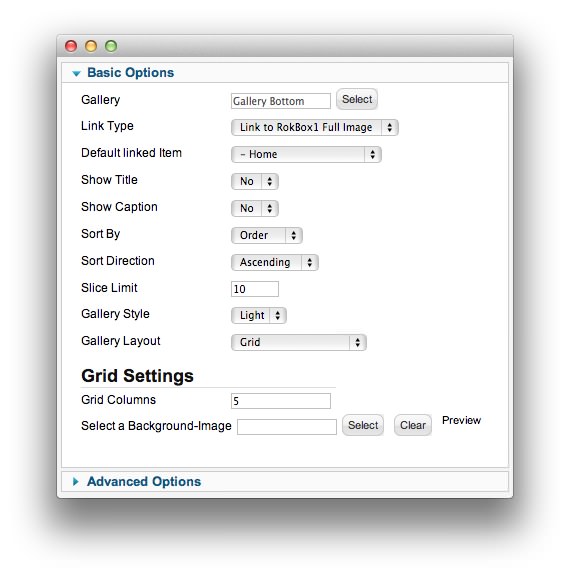 Basic Options
Gallery Gallery Bottom Select
Link Type Link to RokBox1 Full Image
Default linked Item - Home
Show Title No
Show Caption No
Sort By Order
Sort Direction Ascending
Slice Limit 10
Gallery Style Light
Gallery Layout Grid
Grid Settings
Grid Columns 5
Select a Background-Image Select Clear Preview
Advanced Options